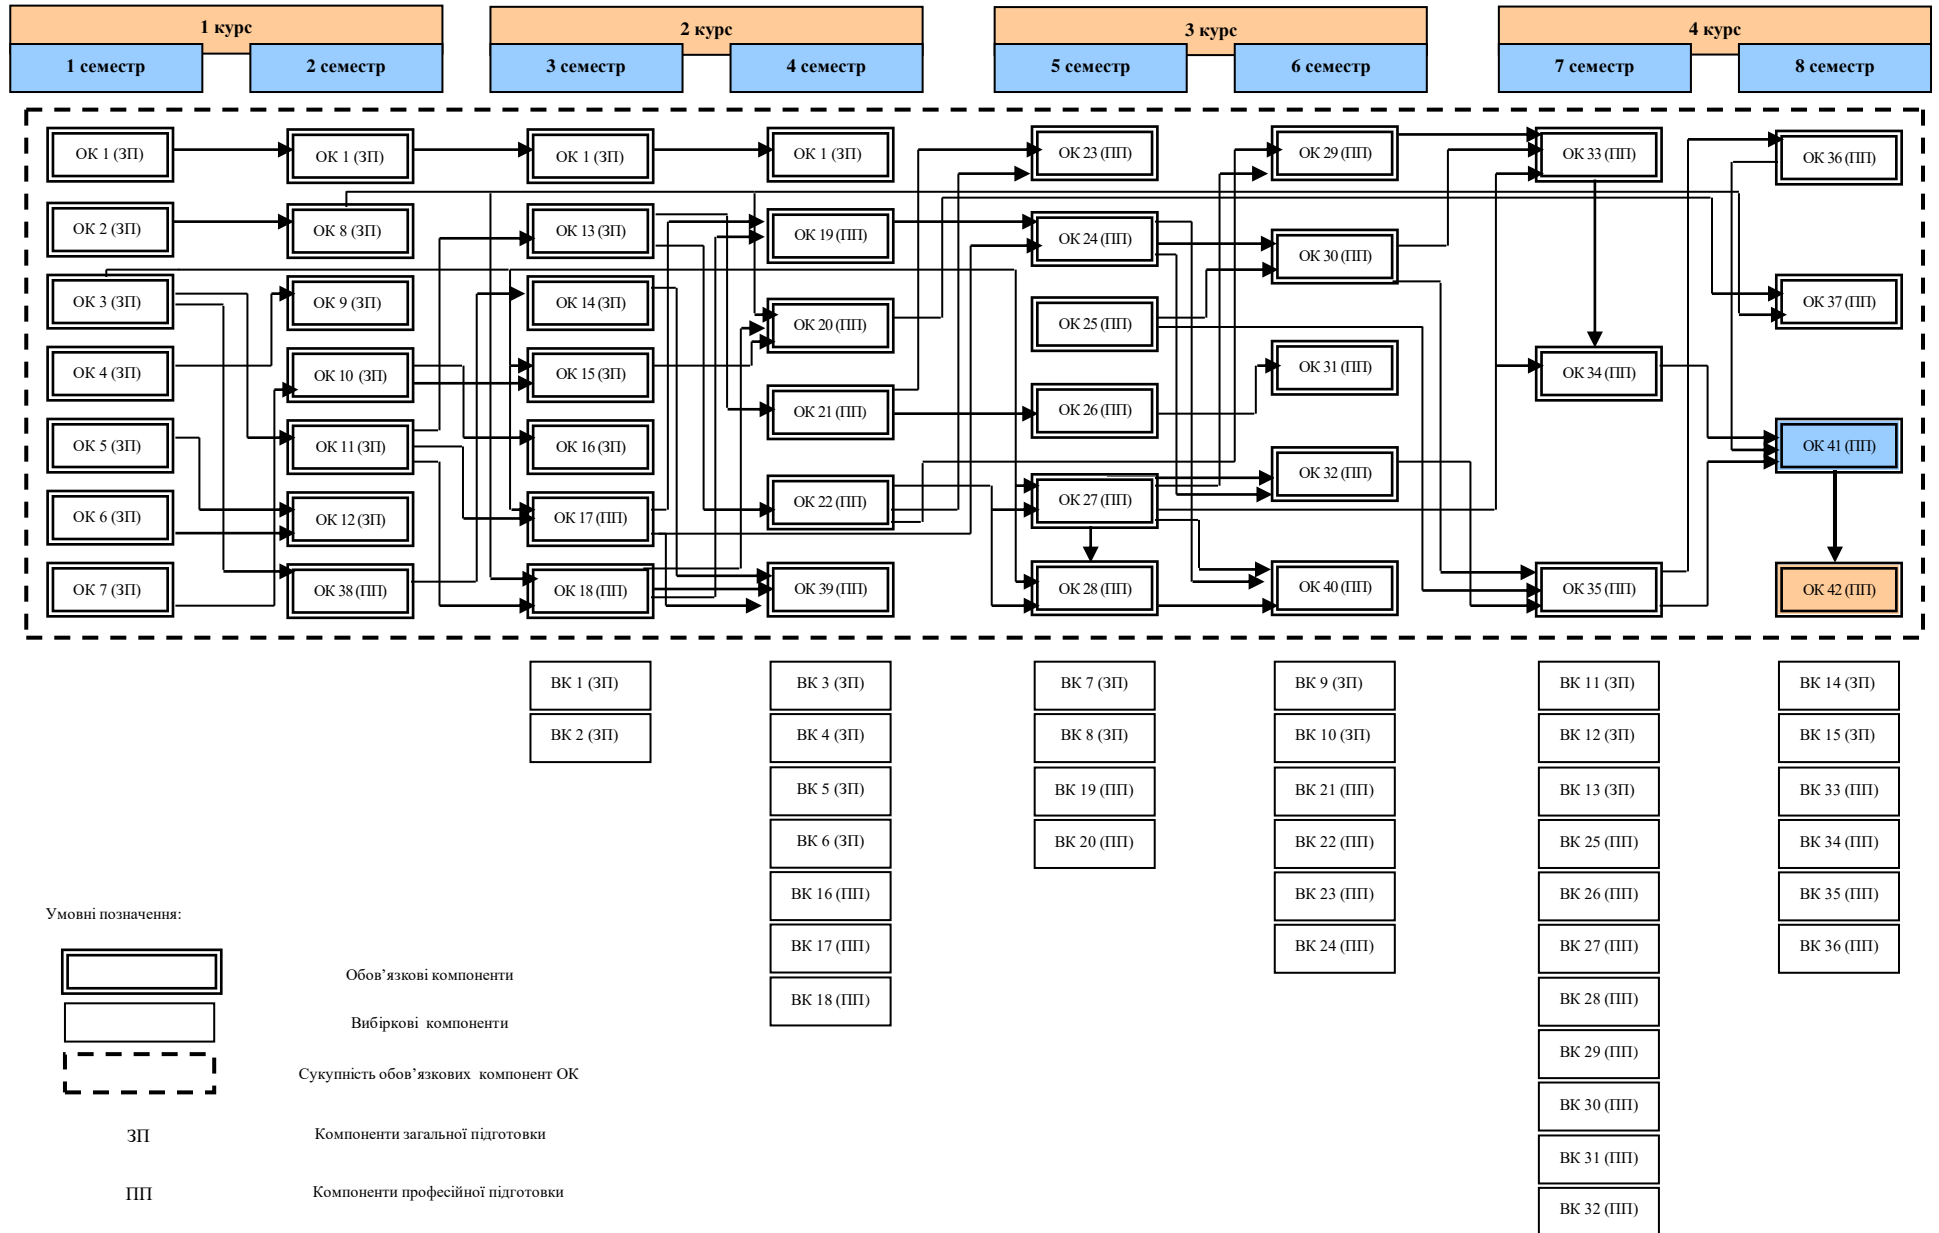 1 курс
2 курс
3 курс
4 курс
1 семестр
2 семестр
3 семестр
4 семестр
5 семестр
6 семестр
7 семестр
8 семестр
ОК 1 (ЗП)
ОК 2 (ЗП)
ОК 3 (ЗП)
ОК 4 (ЗП)
ОК 5 (ЗП)
ОК 6 (ЗП)
ОК 7 (ЗП)
ОК 1 (ЗП)
ОК 8 (ЗП)
ОК 9 (ЗП)
ОК 10 (ЗП)
ОК 11 (ЗП)
ОК 12 (ЗП)
ОК 38 (ПП)
ОК 1 (ЗП)
ОК 13 (ЗП)
ОК 14 (ЗП)
ОК 15 (ЗП)
ОК 16 (ЗП)
ОК 17 (ПП)
ОК 18 (ПП)
ОК 1 (ЗП)
ОК 19 (ПП)
ОК 20 (ПП)
ОК 21 (ПП)
ОК 22 (ПП)
ОК 39 (ПП)
ОК 23 (ПП)
ОК 24 (ПП)
ОК 25 (ПП)
ОК 26 (ПП)
ОК 27 (ПП)
ОК 28 (ПП)
ОК 29 (ПП)
ОК 30 (ПП)
ОК 31 (ПП)
ОК 32 (ПП)
ОК 40 (ПП)
ОК 33 (ПП)
ОК 34 (ПП)
ОК 35 (ПП)
ОК 36 (ПП)
ОК 37 (ПП)
ОК 41 (ПП)
ОК 42 (ПП)
ВК 1 (ЗП)
ВК 2 (ЗП)
ВК 3 (ЗП)
ВК 4 (ЗП)
ВК 5 (ЗП)
ВК 6 (ЗП)
ВК 16 (ПП)
ВК 17 (ПП)
ВК 18 (ПП)
ВК 7 (ЗП)
ВК 8 (ЗП)
ВК 19 (ПП)
ВК 20 (ПП)
ВК 9 (ЗП)
ВК 10 (ЗП)
ВК 21 (ПП)
ВК 22 (ПП)
ВК 23 (ПП)
ВК 24 (ПП)
ВК 11 (ЗП)
ВК 12 (ЗП)
ВК 13 (ЗП)
ВК 25 (ПП)
ВК 26 (ПП)
ВК 27 (ПП)
ВК 28 (ПП)
ВК 29 (ПП)
ВК 30 (ПП)
ВК 31 (ПП)
ВК 32 (ПП)
ВК 14 (ЗП)
ВК 15 (ЗП)
ВК 33 (ПП)
ВК 34 (ПП)
ВК 35 (ПП)
ВК 36 (ПП)
Умовні позначення:
Обов’язкові компоненти
Вибіркові компоненти
Сукупність обов’язкових компонент ОК
ЗП Компоненти загальної підготовки
ПП Компоненти професійної підготовки